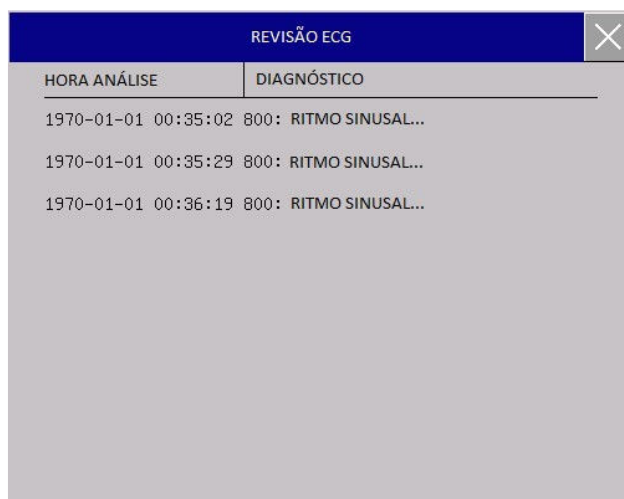 REVISÃO ECG
HORA ANÁLISE DIAGNÓSTICO
1970-01-01 00:35:02 800: RITMO SINUSAL...
1970-01-01 00:35:29 800: RITMO SINUSAL...
1970-01-01 00:36:19 800: RITMO SINUSAL...